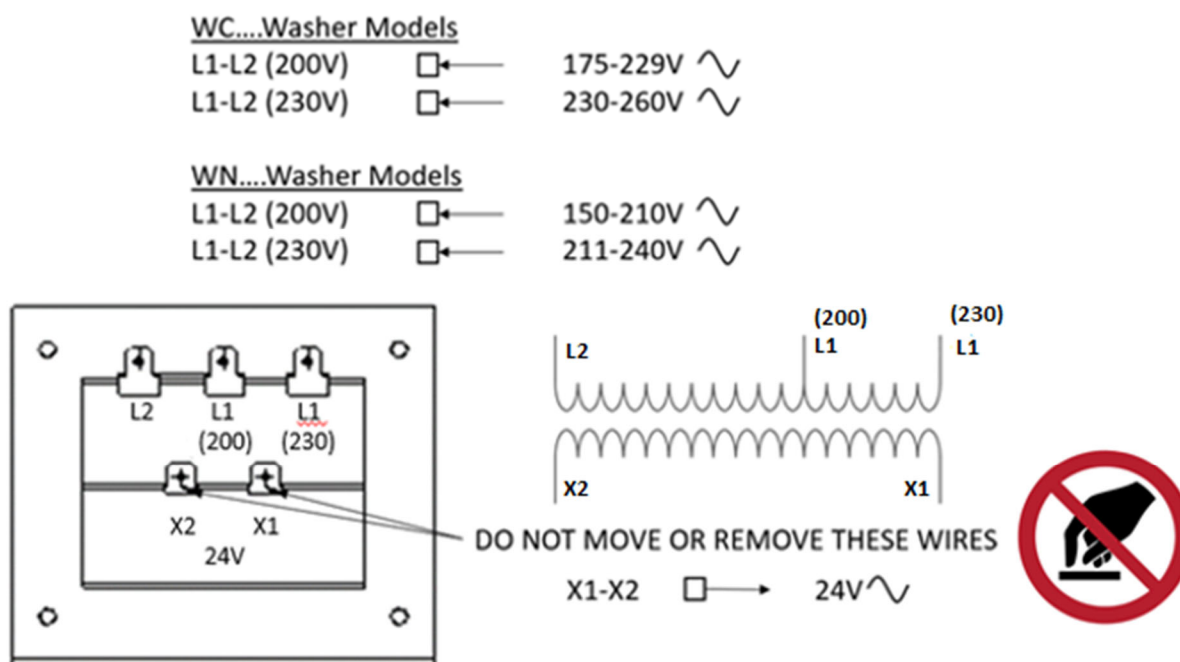 WC....Washer Models
L1-L2 (200V) 175-229V
L1-L2 (230V) 230-260V
WN....Washer Models
L1-L2 (200V) 150-210V
L1-L2 (230V) 211-240V
L2 L1 L1
(200) (230)
X2 X1
24V
(200) (230)
L2 L1 L1
X2 X1
DO NOT MOVE OR REMOVE THESE WIRES
X1-X2 24V